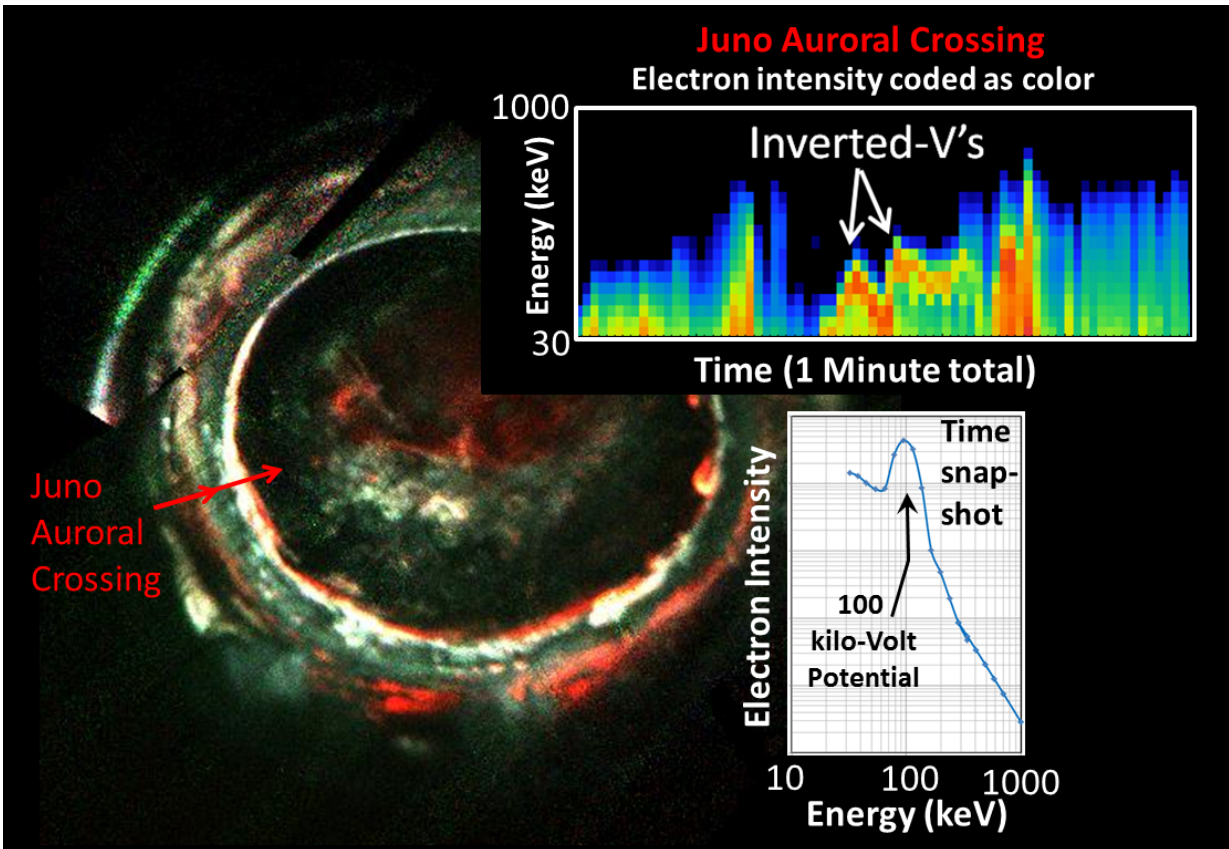 Juno Auroral Crossing
Electron intensity coded as color
1000
Energy (keV)
30
Inverted-V's
Time (1 Minute total)
Juno
Auroral
Crossing
Electron Intensity
Time
snap-
shot
100
kilo-Volt
Potential
10
100
1000
Energy (keV)